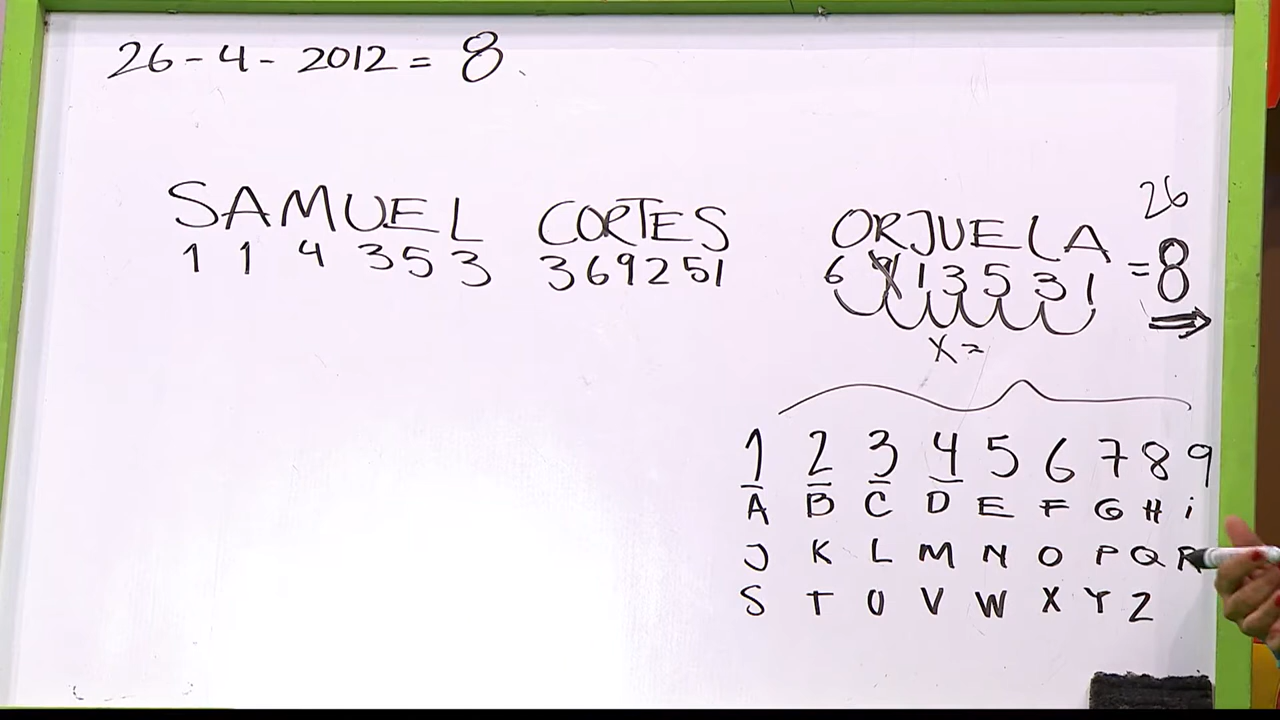 26 - 4 - 2012 = 8
26
SAMUEL CORTES ORJUELA
1 1 4 3 5 3 3 6 9 2 5 1 6 9 1 3 5 3 1 = 8
X =
1 2 3 4 5 6 7 8 9
A B C D E F G H i
J K L M N O P Q R
S T U V W X Y Z